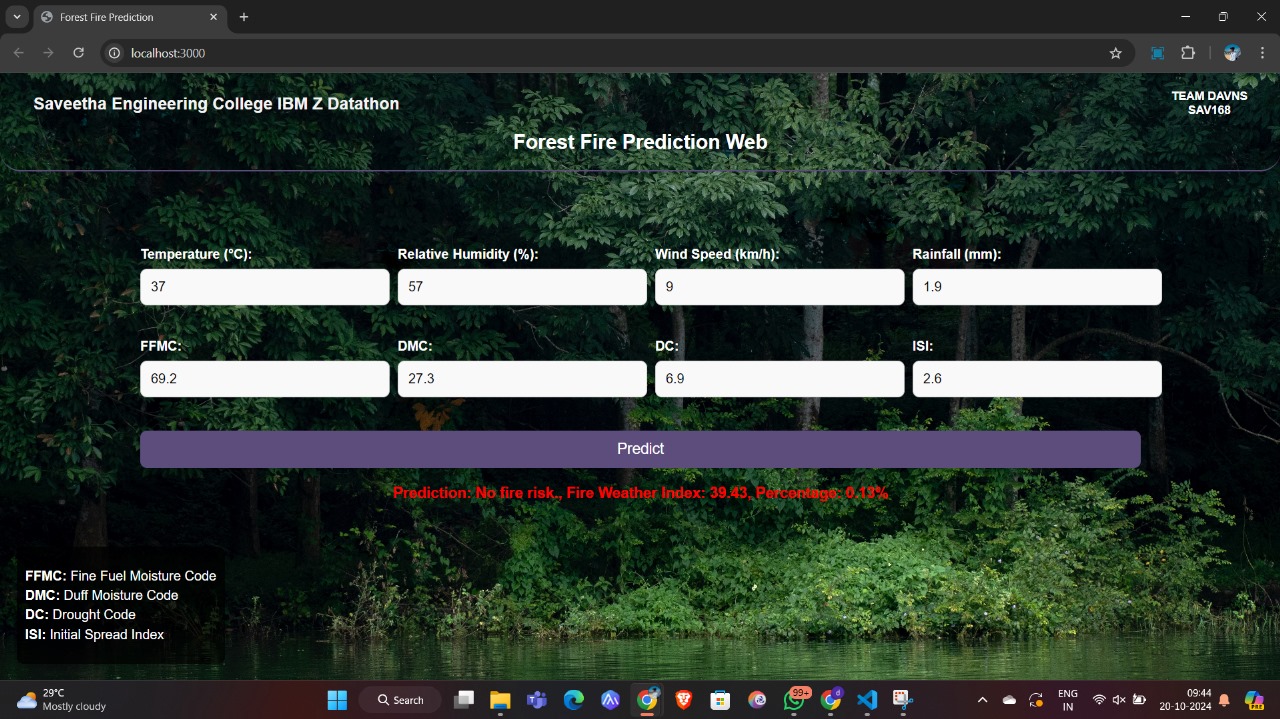 Forest Fire Prediction
localhost:3000
Saveetha Engineering College IBM Z Datathon
TEAM DAVNS
SAV168
Forest Fire Prediction Web
Temperature (°C): Relative Humidity (%): Wind Speed (km/h): Rainfall (mm):
37 57 9 1.9
FFMC: DMC: DC: ISI:
69.2 27.3 6.9 2.6
Predict
Prediction: No fire risk., Fire Weather Index: 39.43, Percentage: 0.13%
FFMC: Fine Fuel Moisture Code
DMC: Duff Moisture Code
DC: Drought Code
ISI: Initial Spread Index
29°C
Mostly cloudy
Search
99+
d
ENG
IN
09:44
20-10-2024
PRE